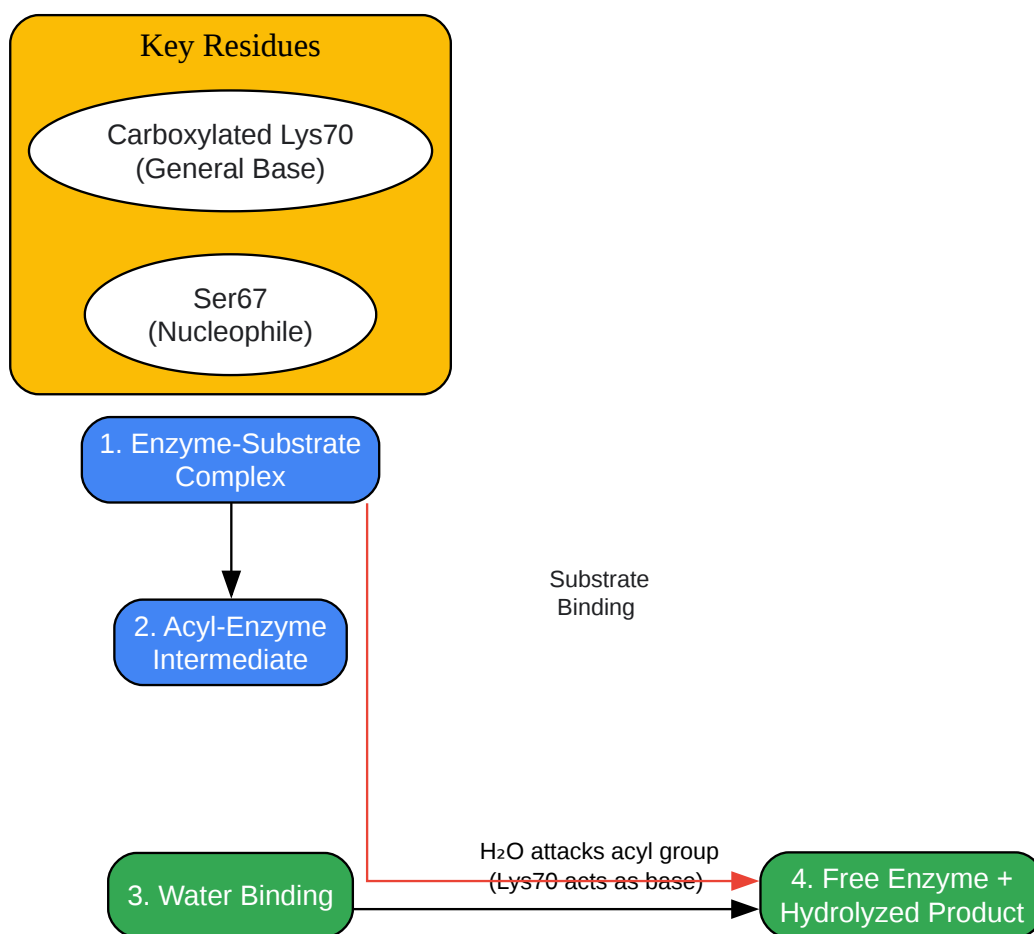 Key Residues
Carboxylated Lys70
(General Base)
Ser67
(Nucleophile)
1. Enzyme-Substrate
Complex
Substrate
Binding
2. Acyl-Enzyme
Intermediate
H₂O attacks acyl group
(Lys70 acts as base)
3. Water Binding
4. Free Enzyme +
Hydrolyzed Product